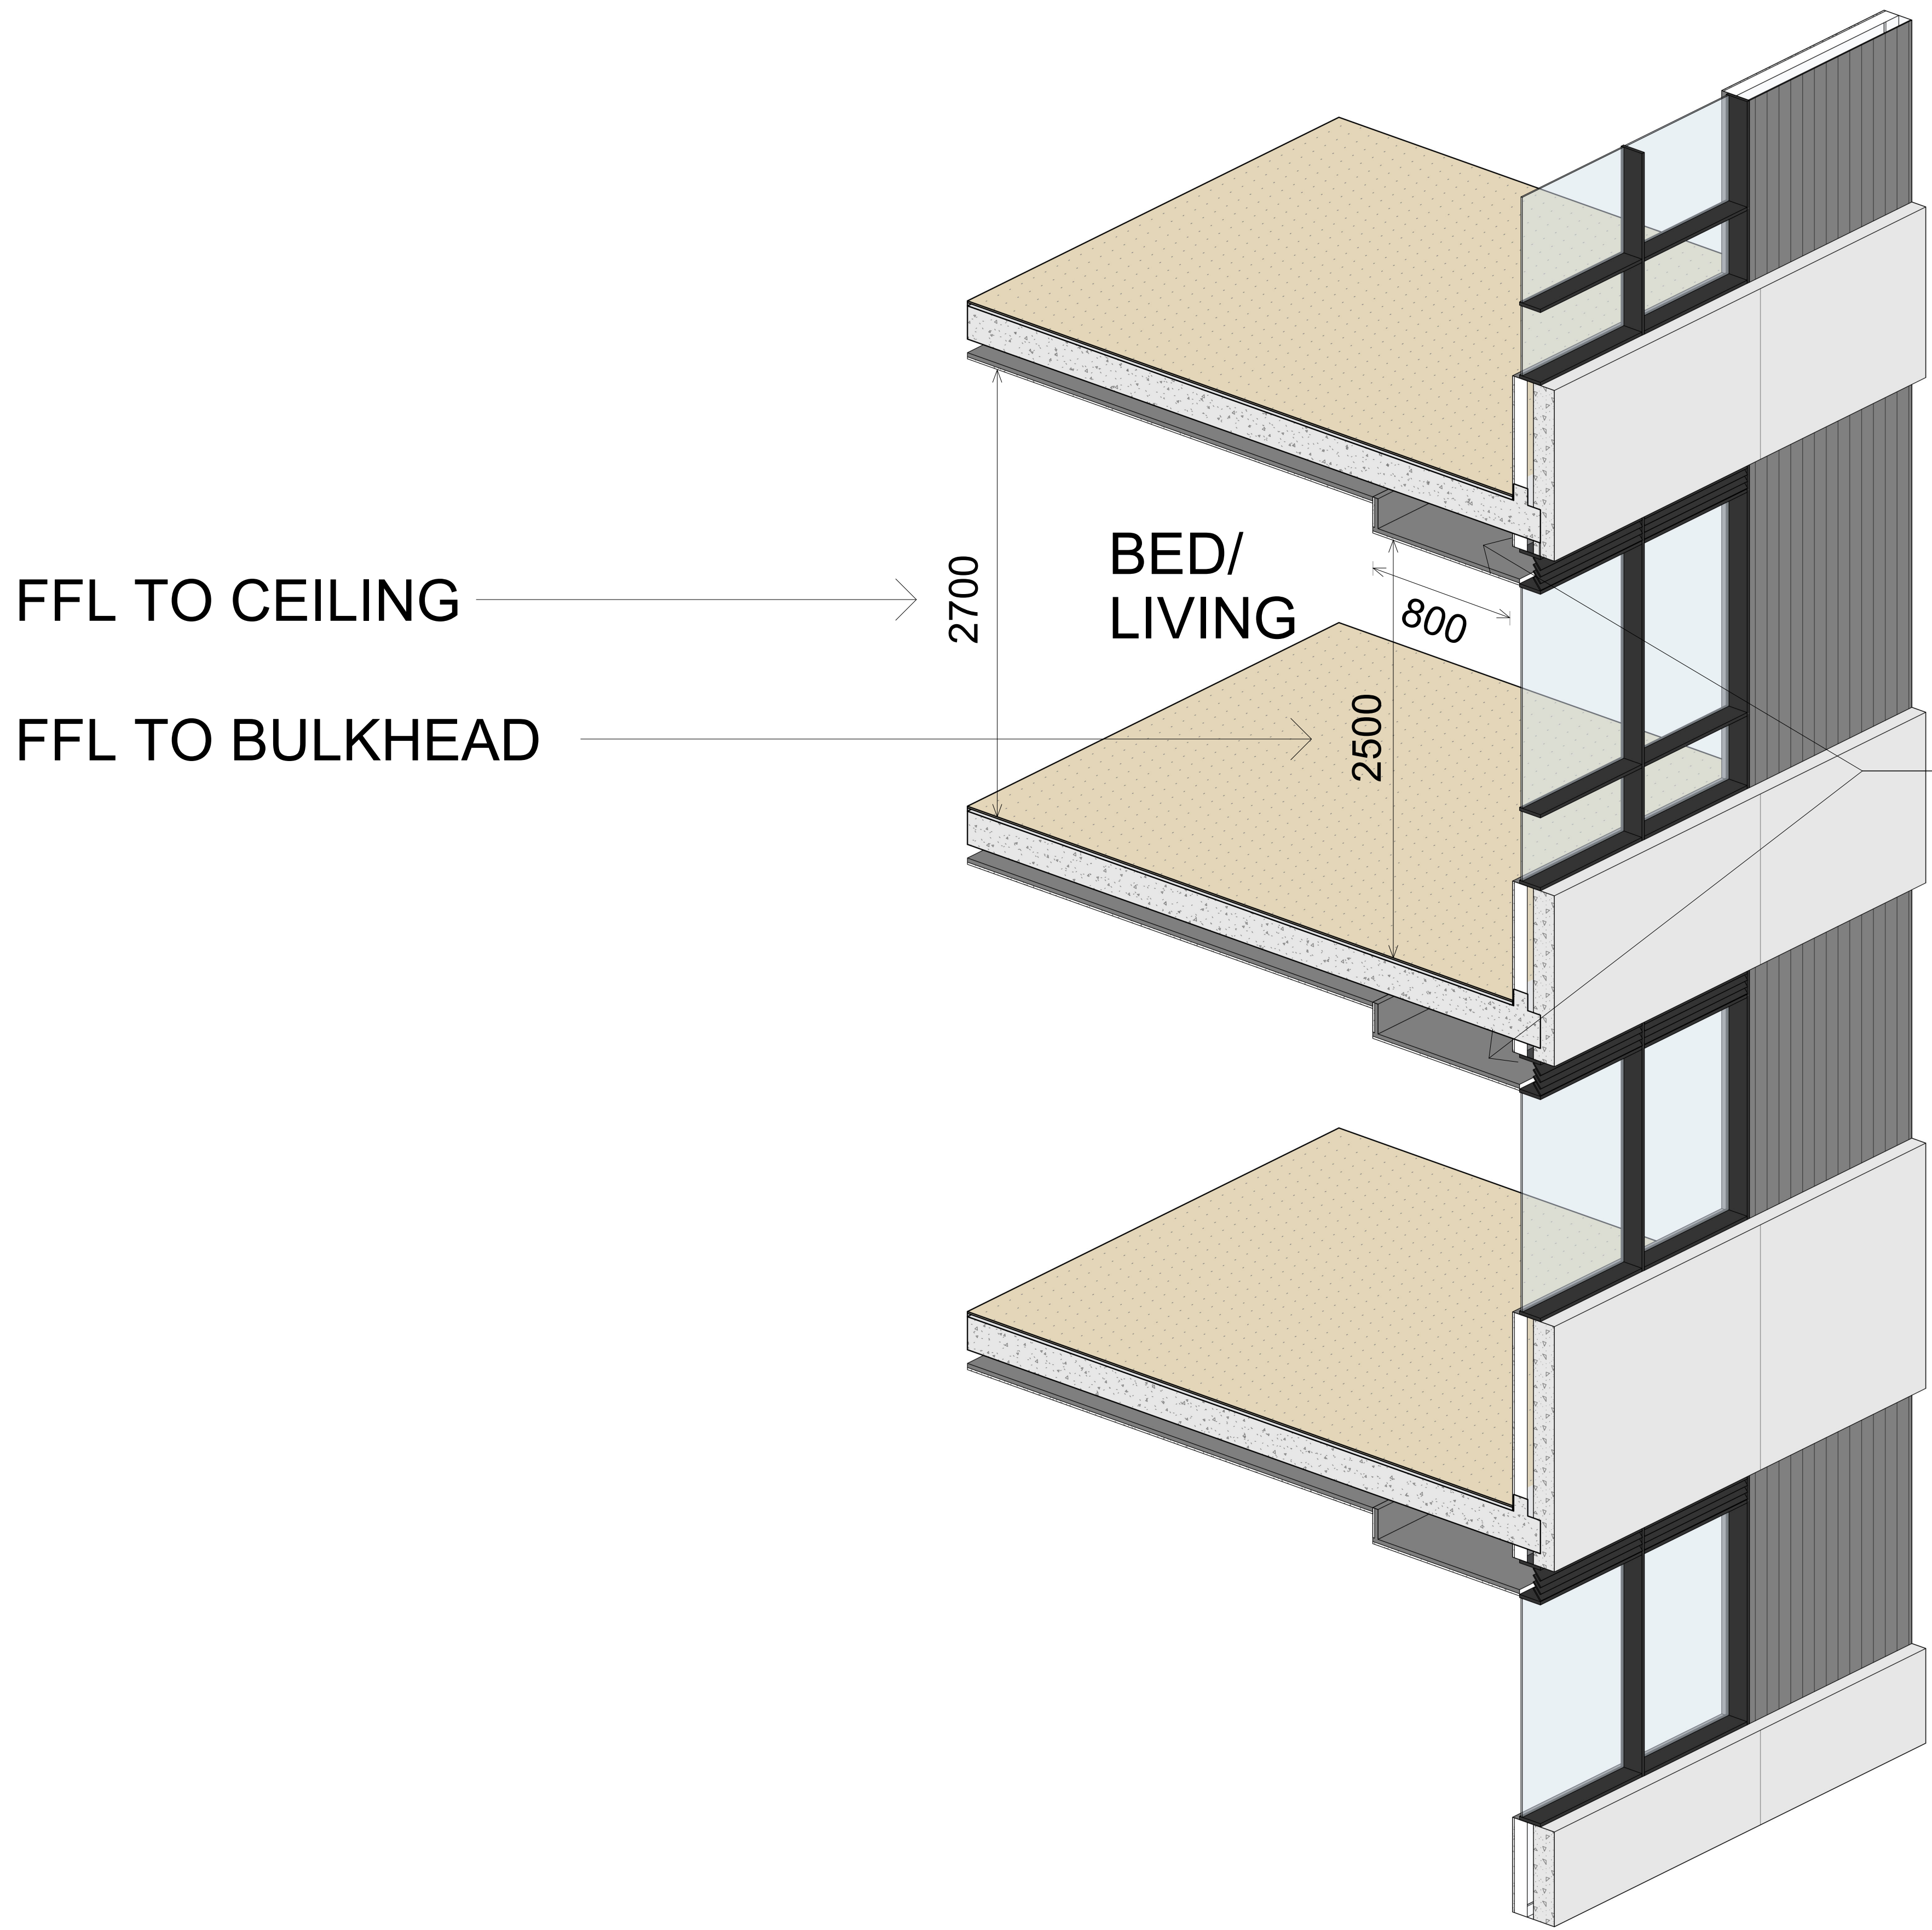 BED/
LIVING
FFL TO CEILING
2700
800
FFL TO BULKHEAD
2500